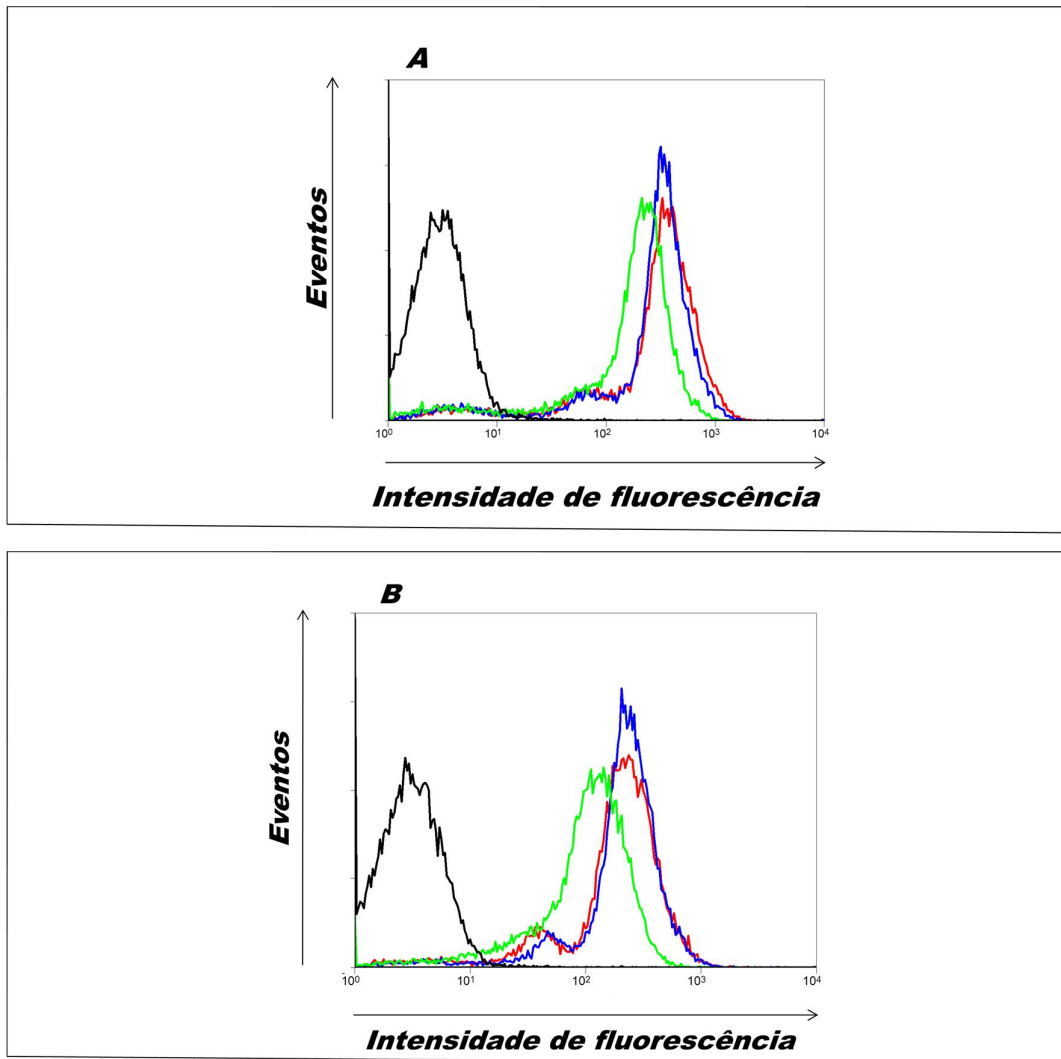 A
Eventos
10⁰ 10¹ 10² 10³ 10⁴
Intensidade de fluorescência
B
Eventos
10⁰ 10¹ 10² 10³ 10⁴
Intensidade de fluorescência